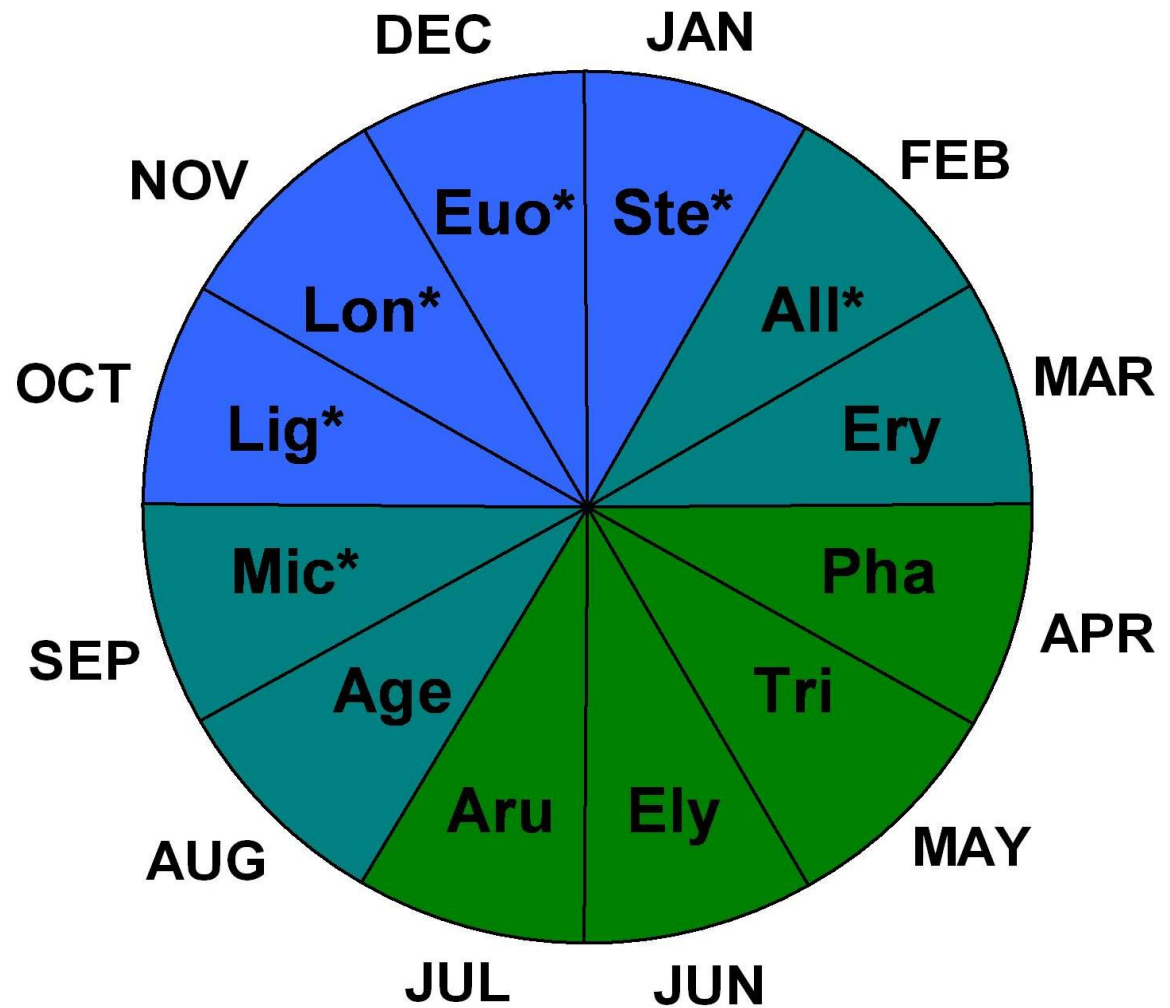 DEC
JAN
NOV
FEB
Euo*
Ste*
Lon*
All*
OCT
MAR
Lig*
Ery
Mic*
Pha
SEP
APR
Age
Tri
Aru
Ely
AUG
MAY
JUL
JUN